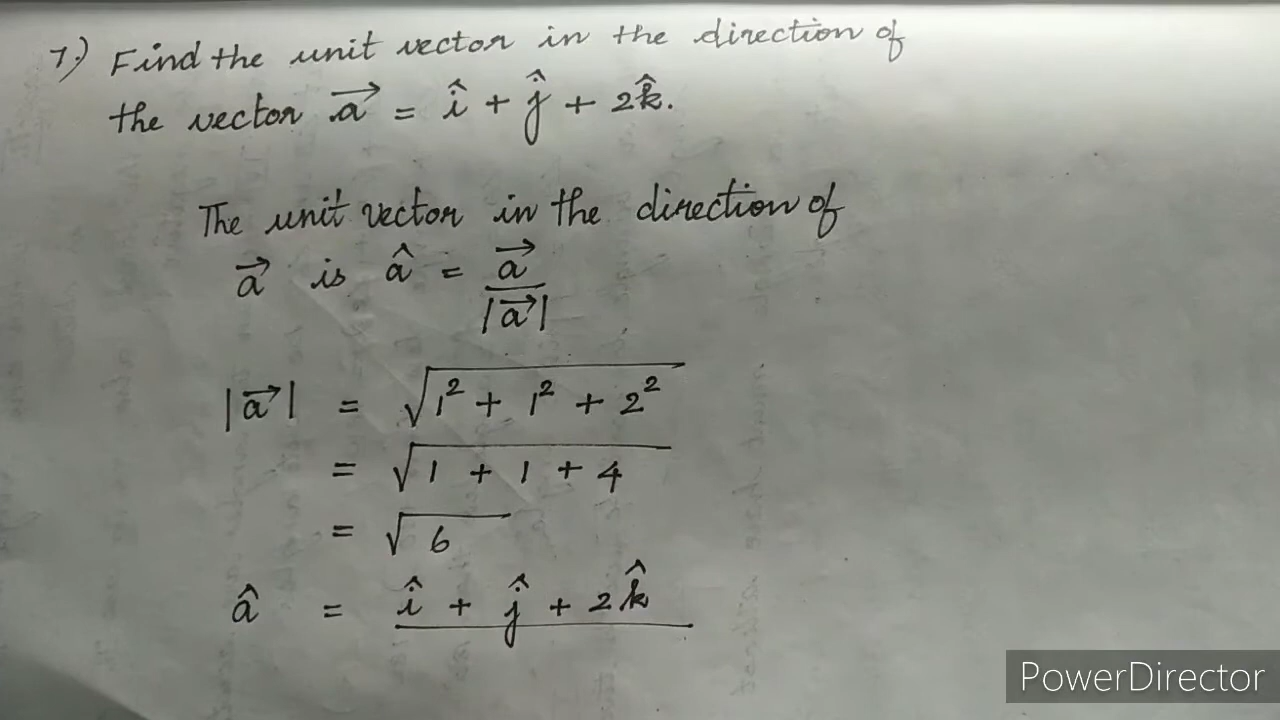 7.) Find the unit vector in the direction of
the vector a⃗ = î + ĵ + 2k̂.
The unit vector in the direction of
a⃗ is â = a⃗ / |a⃗|
|a⃗| = √(1² + 1² + 2²)
= √(1 + 1 + 4)
= √6
â = î + ĵ + 2k̂
PowerDirector